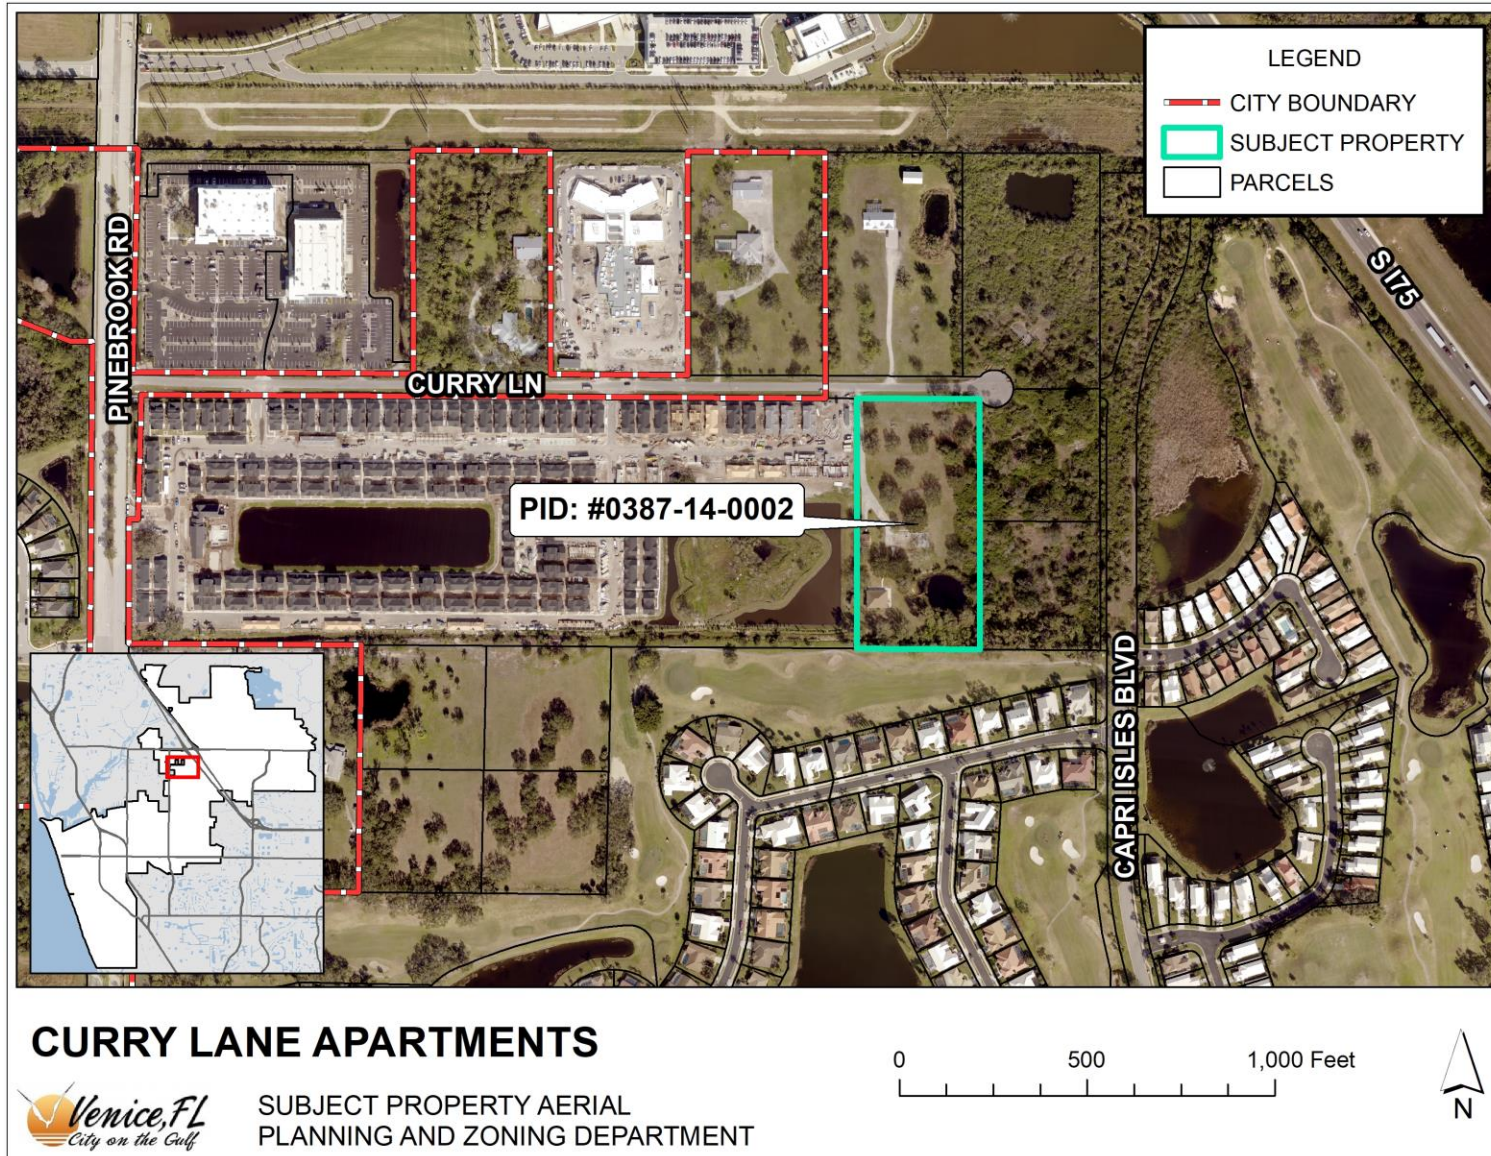 LEGEND
CITY BOUNDARY
SUBJECT PROPERTY
PARCELS
S I75
PINEBROOK RD
CURRY LN
PID: #0387-14-0002
CAPRI ISLES BLVD
CURRY LANE APARTMENTS
0 500 1,000 Feet
N
Venice, FL
City on the Gulf
SUBJECT PROPERTY AERIAL
PLANNING AND ZONING DEPARTMENT